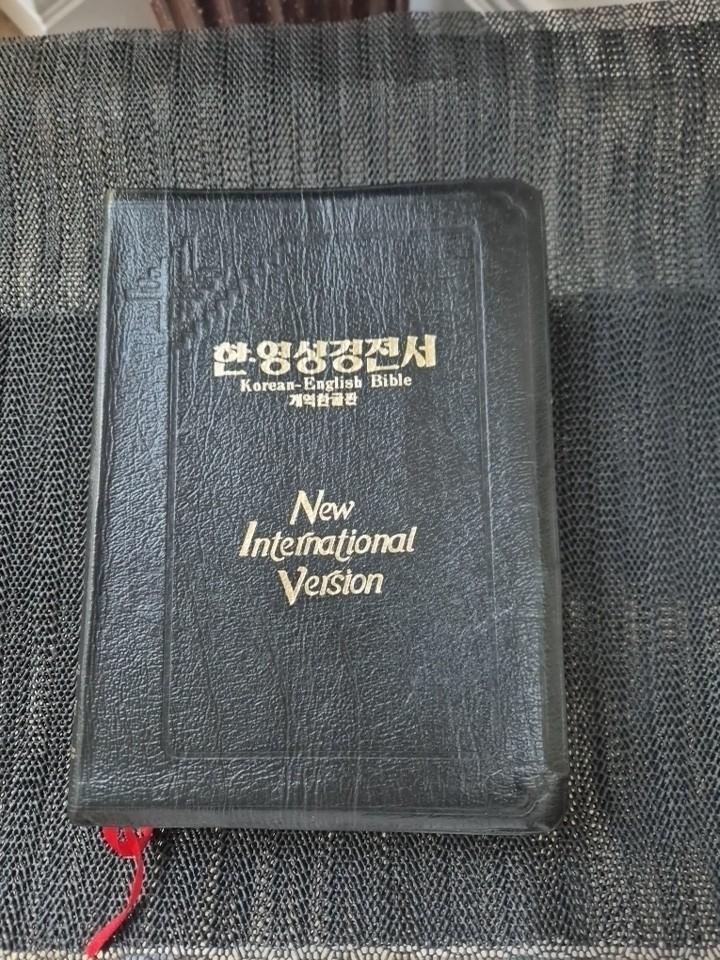 한·영성경전서
Korean-English Bible
개역한글판
New
International
Version